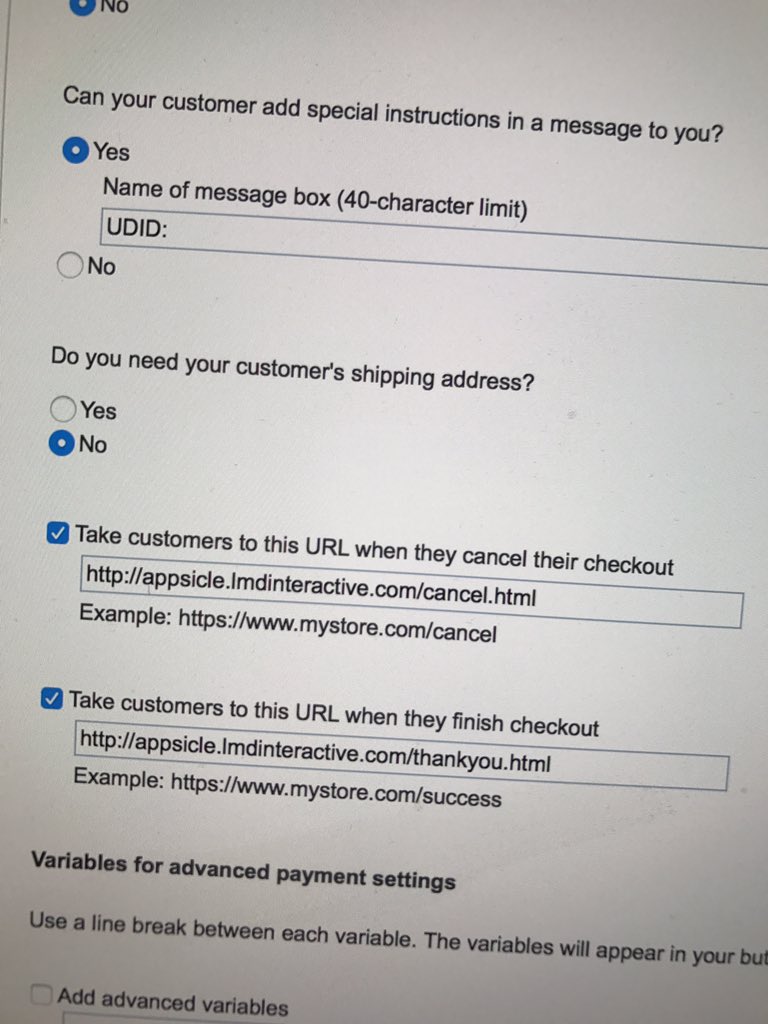 No
Can your customer add special instructions in a message to you?
Yes
Name of message box (40-character limit)
UDID:
No
Do you need your customer's shipping address?
Yes
No
Take customers to this URL when they cancel their checkout
http://appsicle.lmdinteractive.com/cancel.html
Example: https://www.mystore.com/cancel
Take customers to this URL when they finish checkout
http://appsicle.lmdinteractive.com/thankyou.html
Example: https://www.mystore.com/success
Variables for advanced payment settings
Use a line break between each variable. The variables will appear in your but
Add advanced variables